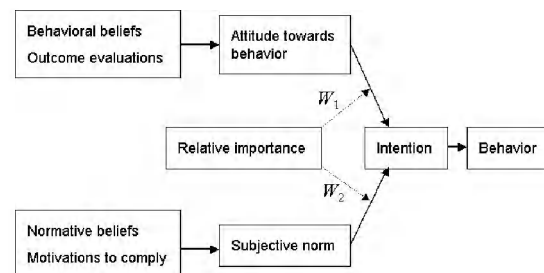 Behavioral beliefs
Outcome evaluations
Attitude towards
behavior
W1
Relative importance
Intention
Behavior
W2
Normative beliefs
Motivations to comply
Subjective norm